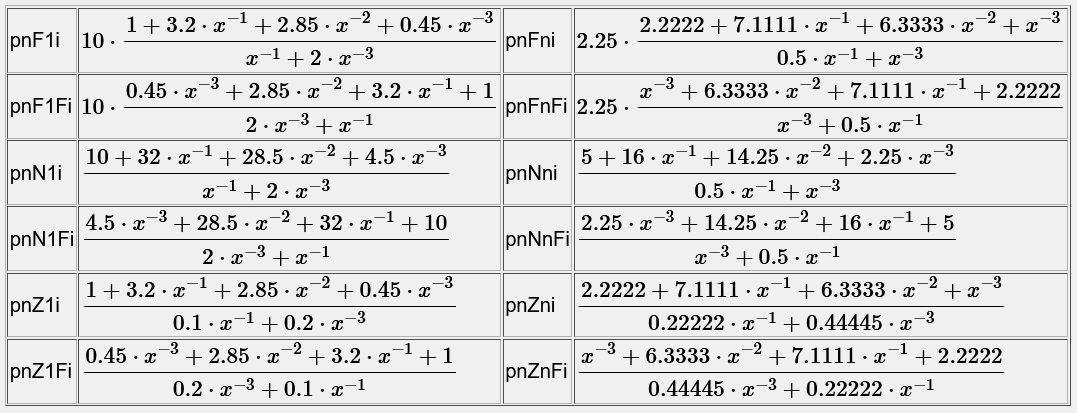 pnF1i 10 · (1 + 3.2 · x⁻¹ + 2.85 · x⁻² + 0.45 · x⁻³) / (x⁻¹ + 2 · x⁻³) pnFni 2.25 · (2.2222 + 7.1111 · x⁻¹ + 6.3333 · x⁻² + x⁻³) / (0.5 · x⁻¹ + x⁻³)
pnF1Fi 10 · (0.45 · x⁻³ + 2.85 · x⁻² + 3.2 · x⁻¹ + 1) / (2 · x⁻³ + x⁻¹) pnFnFi 2.25 · (x⁻³ + 6.3333 · x⁻² + 7.1111 · x⁻¹ + 2.2222) / (x⁻³ + 0.5 · x⁻¹)
pnN1i (10 + 32 · x⁻¹ + 28.5 · x⁻² + 4.5 · x⁻³) / (x⁻¹ + 2 · x⁻³) pnNni (5 + 16 · x⁻¹ + 14.25 · x⁻² + 2.25 · x⁻³) / (0.5 · x⁻¹ + x⁻³)
pnN1Fi (4.5 · x⁻³ + 28.5 · x⁻² + 32 · x⁻¹ + 10) / (2 · x⁻³ + x⁻¹) pnNnFi (2.25 · x⁻³ + 14.25 · x⁻² + 16 · x⁻¹ + 5) / (x⁻³ + 0.5 · x⁻¹)
pnZ1i (1 + 3.2 · x⁻¹ + 2.85 · x⁻² + 0.45 · x⁻³) / (0.1 · x⁻¹ + 0.2 · x⁻³) pnZni (2.2222 + 7.1111 · x⁻¹ + 6.3333 · x⁻² + x⁻³) / (0.22222 · x⁻¹ + 0.44445 · x⁻³)
pnZ1Fi (0.45 · x⁻³ + 2.85 · x⁻² + 3.2 · x⁻¹ + 1) / (0.2 · x⁻³ + 0.1 · x⁻¹) pnZnFi (x⁻³ + 6.3333 · x⁻² + 7.1111 · x⁻¹ + 2.2222) / (0.44445 · x⁻³ + 0.22222 · x⁻¹)